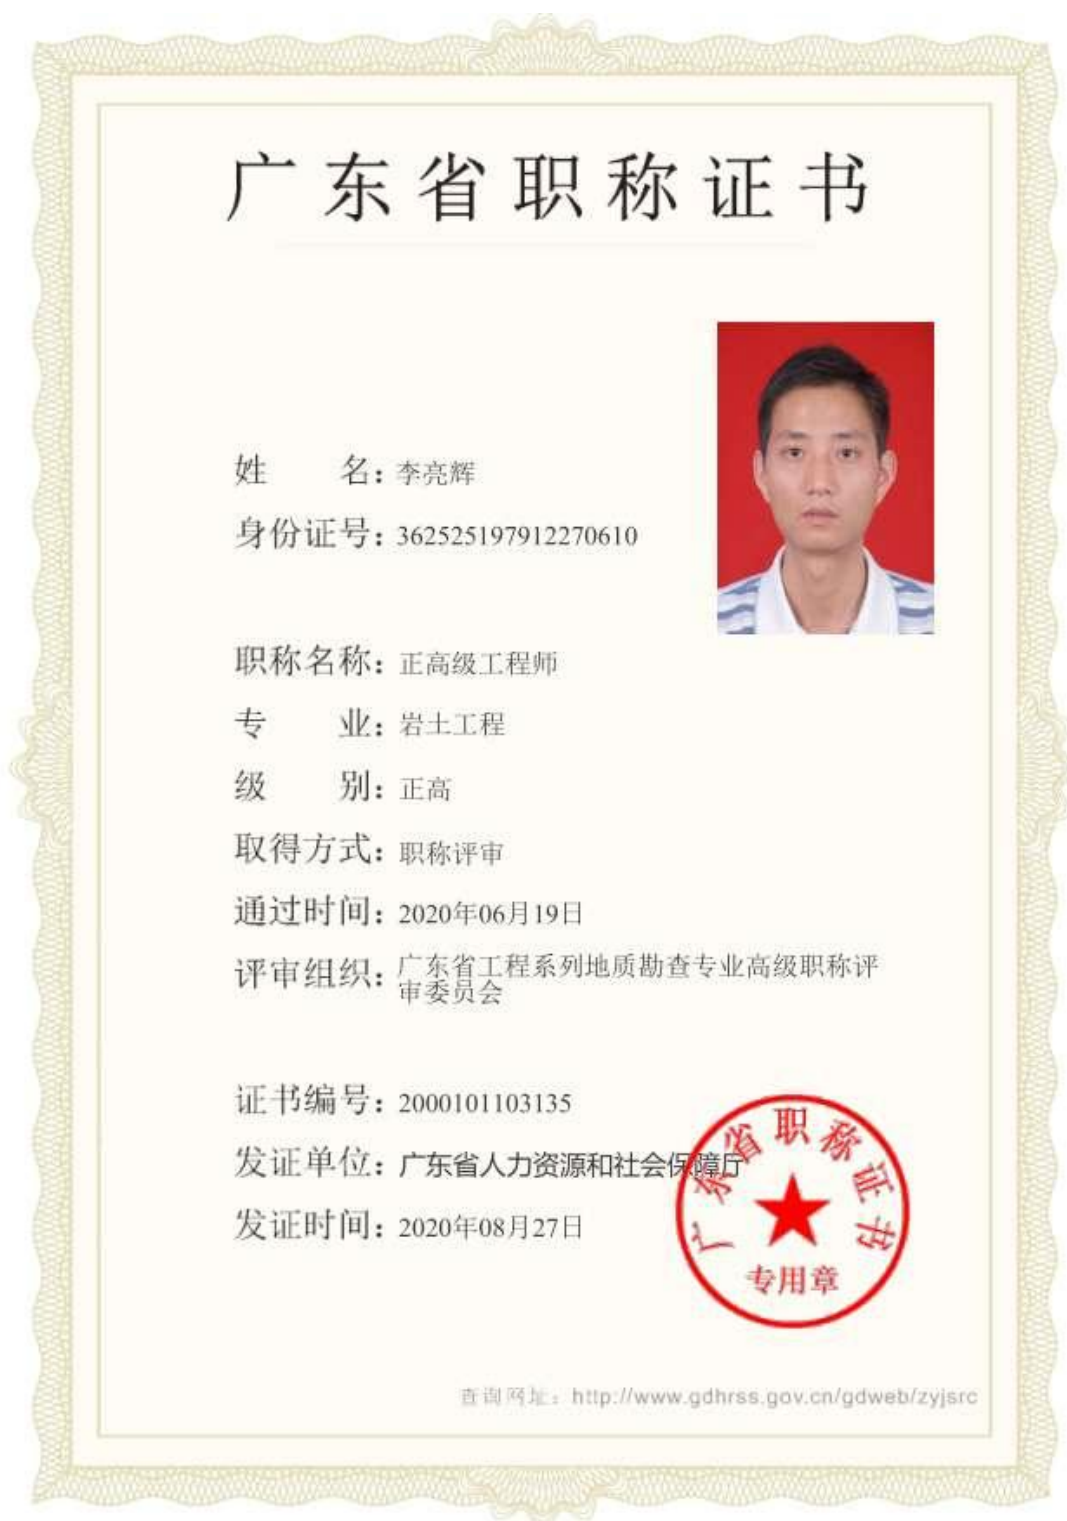 广东省职称证书
姓 名：李亮辉
身份证号：362525197912270610
职称名称：正高级工程师
专 业：岩土工程
级 别：正高
取得方式：职称评审
通过时间：2020年06月19日
评审组织：广东省工程系列地质勘查专业高级职称评
审委员会
证书编号：2000101103135
发证单位：广东省人力资源和社会保障厅
发证时间：2020年08月27日
广东省职称证书
专用章
查询网址：http://www.gdhrss.gov.cn/gdweb/zyjsrc